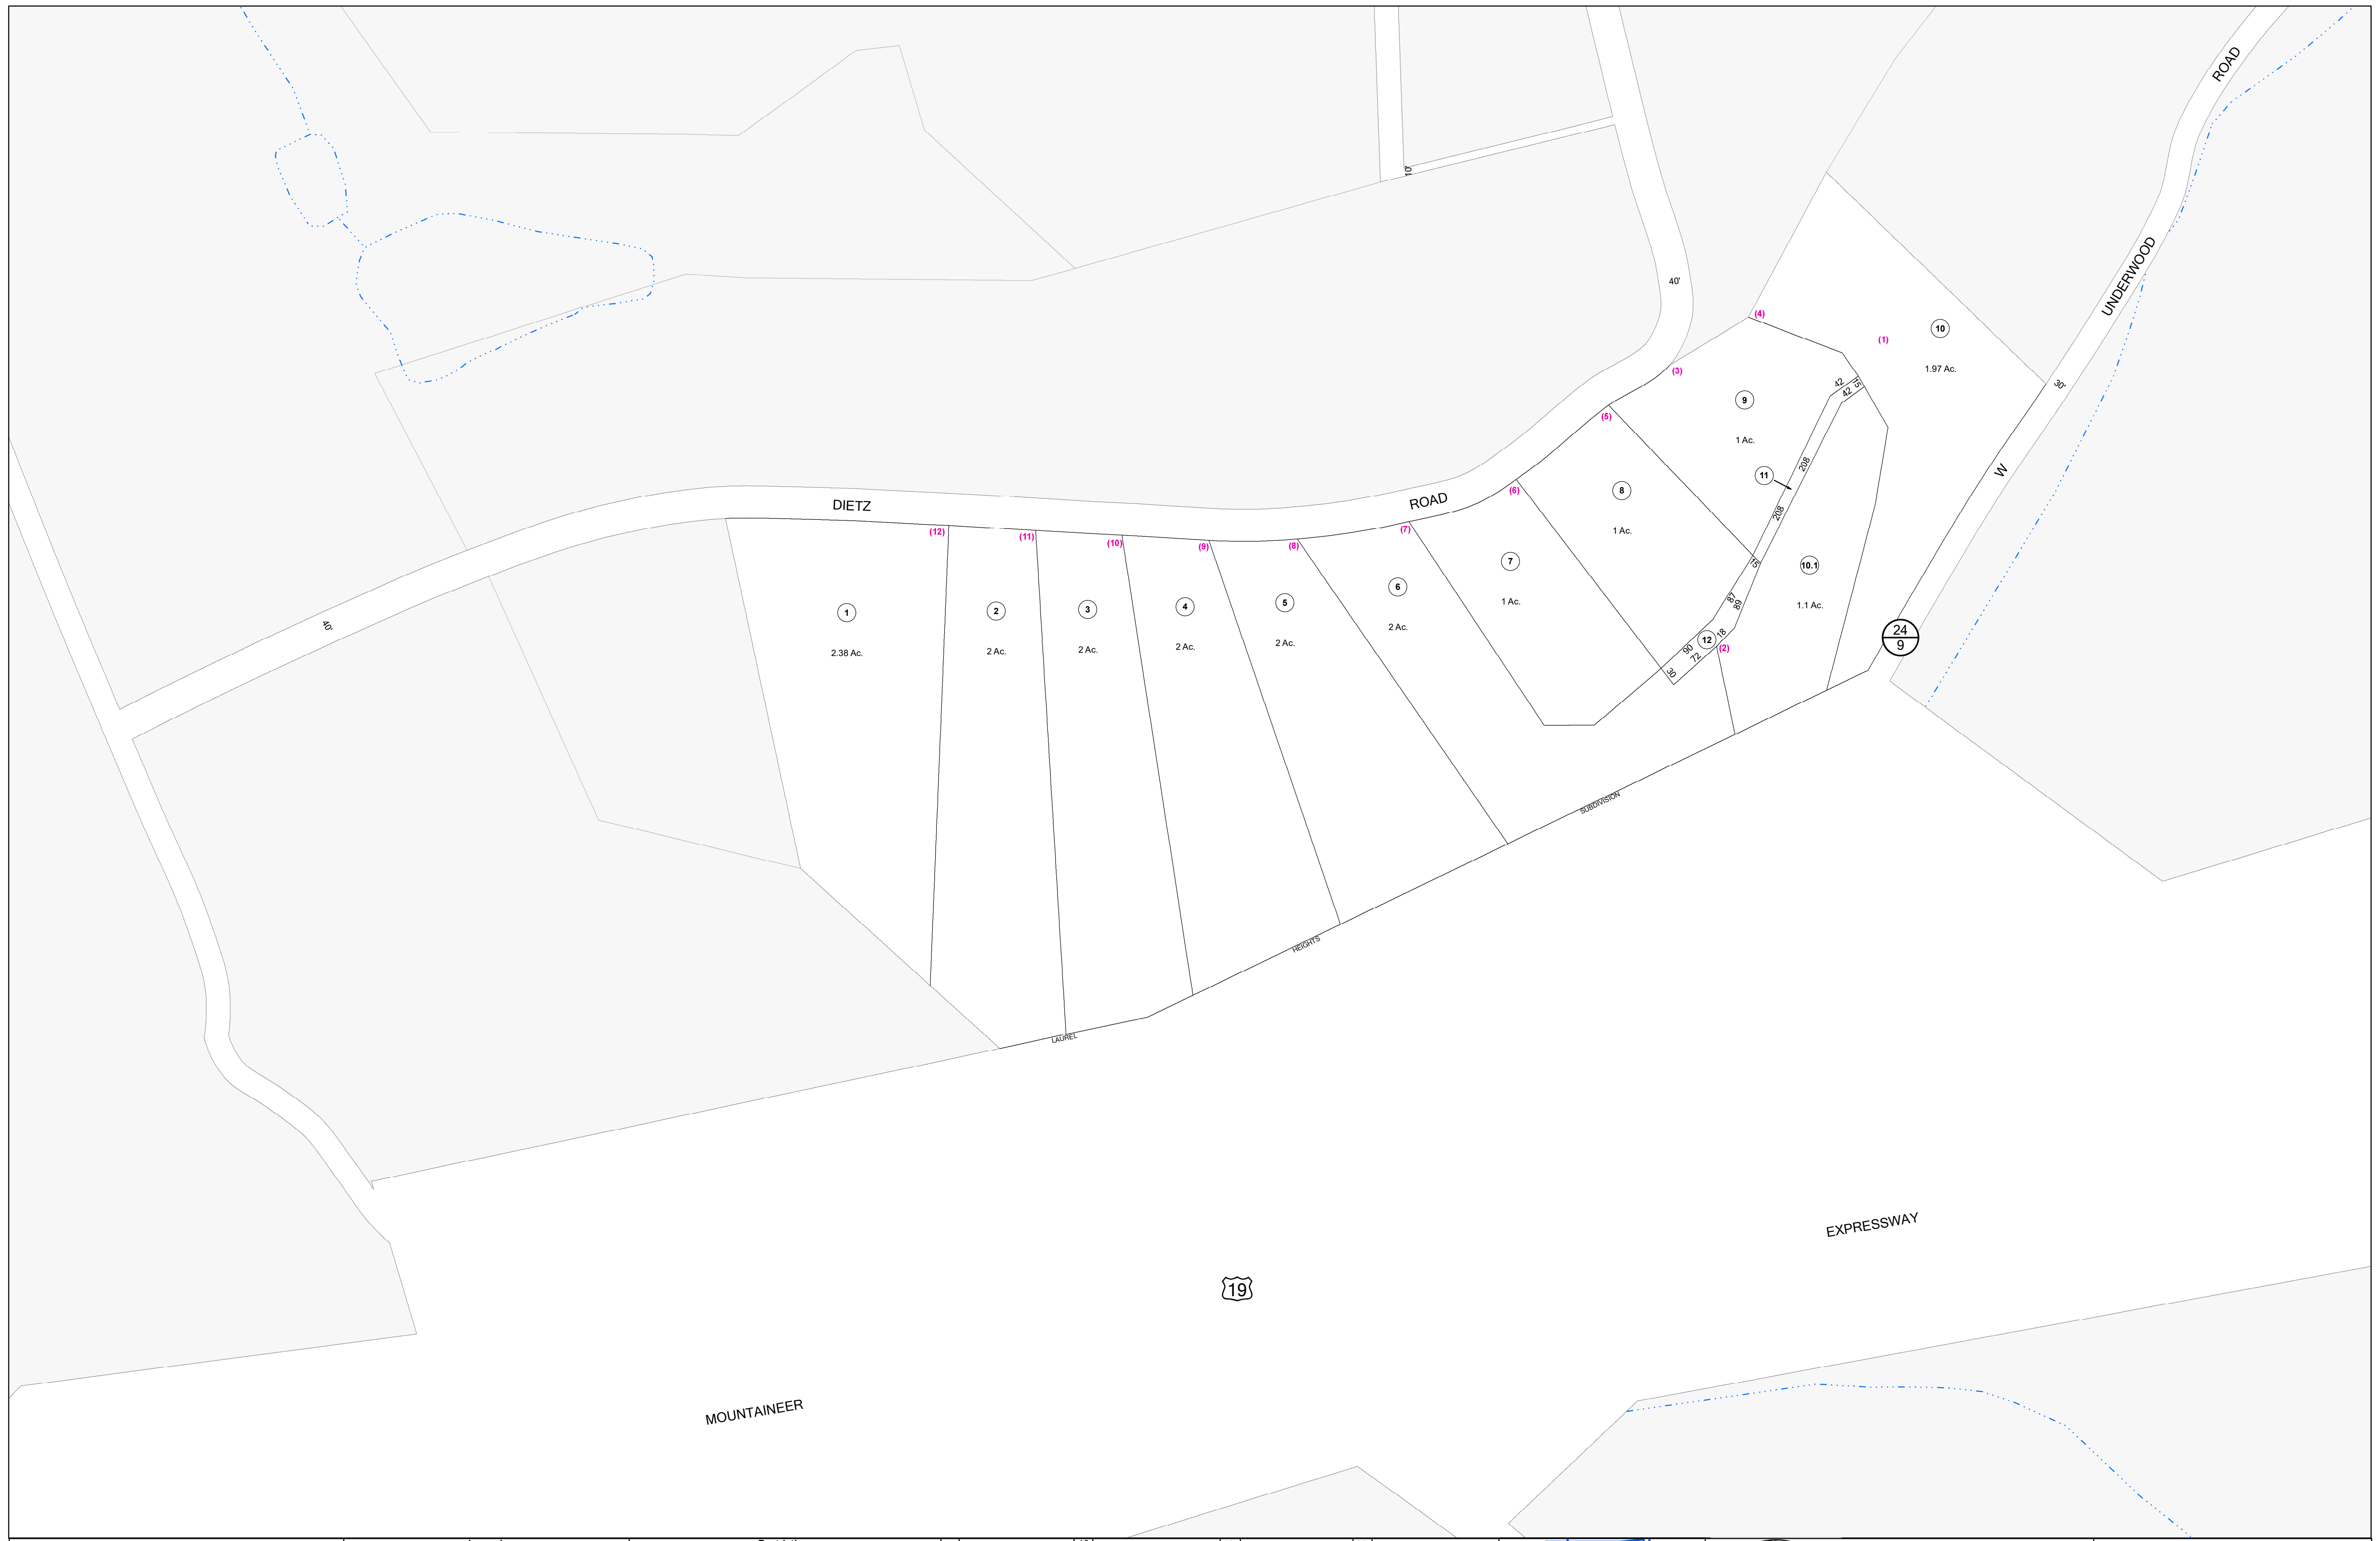 ROAD
10'
UNDERWOOD
40'
(4)
10
(1)
(3)
1.97 Ac.
42
15
42
30'
9
(5)
1 Ac.
208
11
W
8
(6)
DIETZ
ROAD
208
1 Ac.
(12)
(11)
(10)
(9)
(8)
(7)
7
15
10.1
6
1 Ac.
87
89
1.1 Ac.
1
2
3
4
5
2 Ac.
40'
18
24
9
12
90
(2)
72
2.38 Ac.
2 Ac.
2 Ac.
2 Ac.
2 Ac.
30
SUBDIVISION
HEIGHTS
LAUREL
EXPRESSWAY
19
MOUNTAINEER